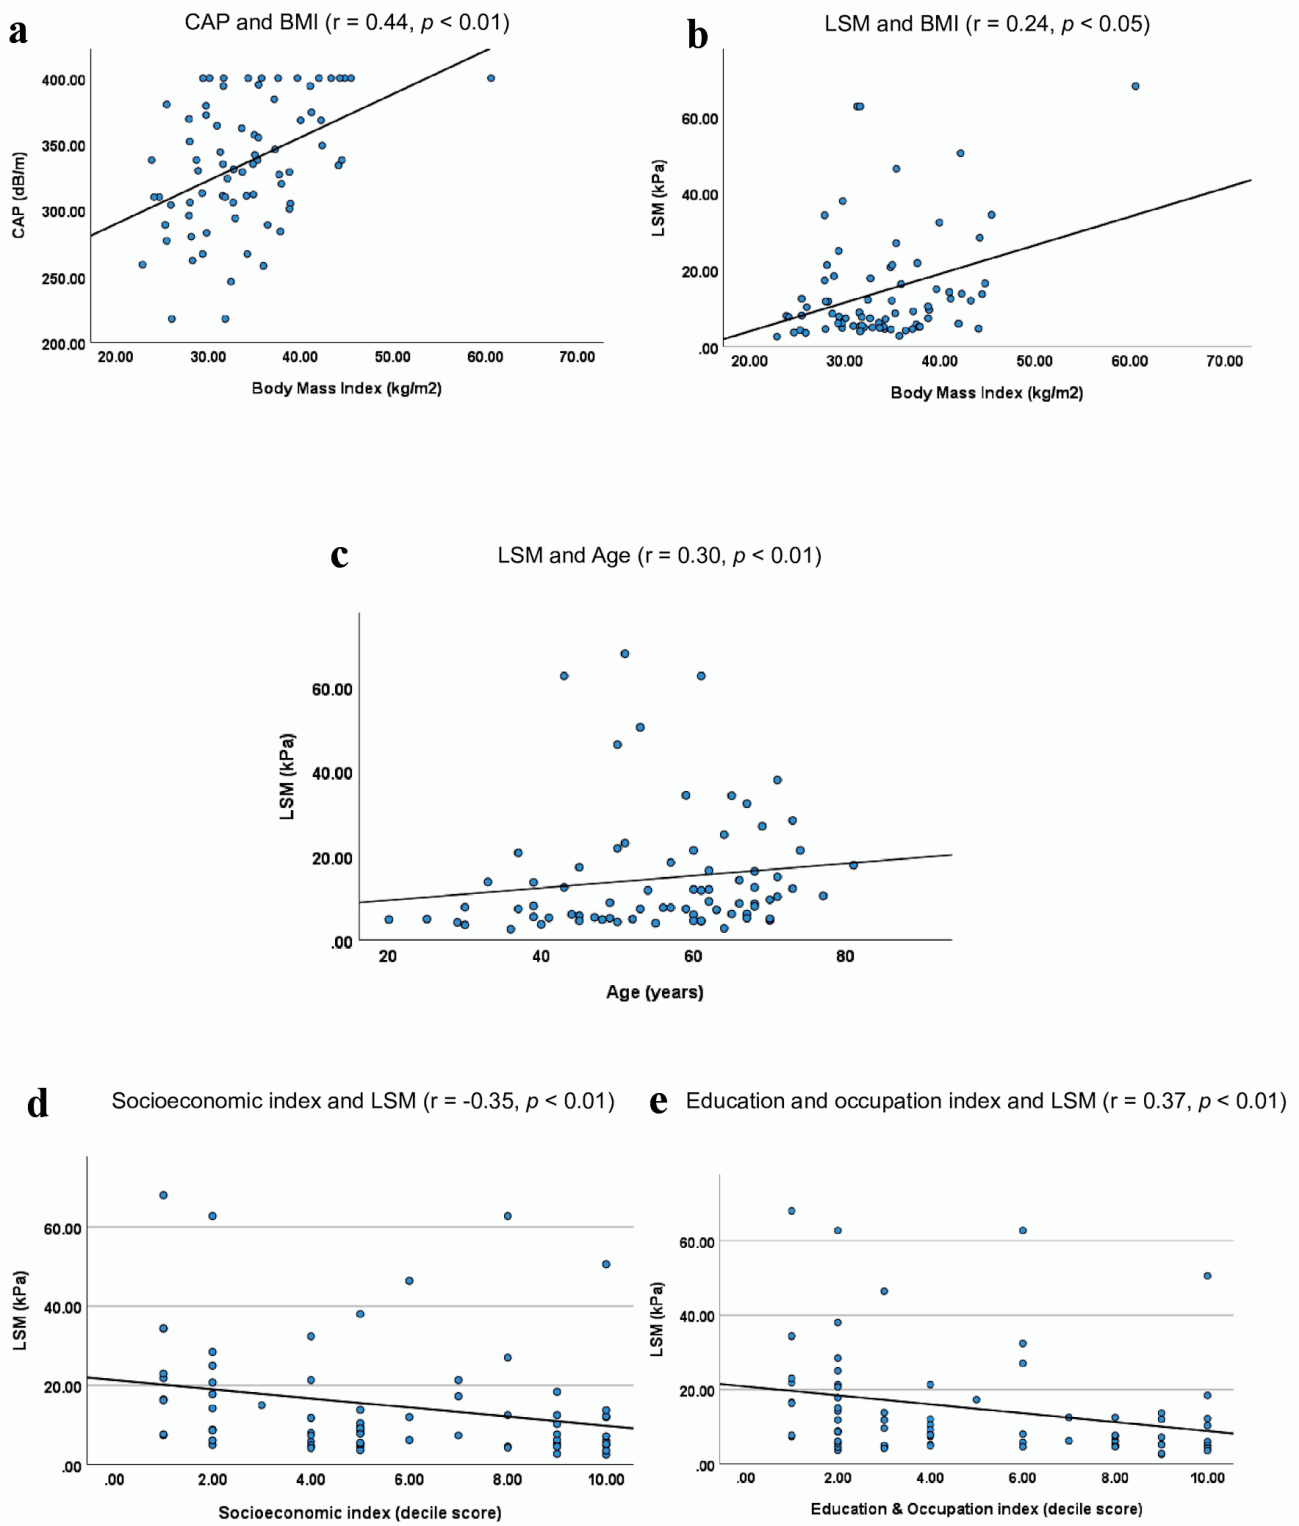 a
CAP and BMI (r = 0.44, p < 0.01)
400.00
350.00
300.00
250.00
200.00
CAP (dB/m)
20.00 30.00 40.00 50.00 60.00 70.00
Body Mass Index (kg/m2)
b
LSM and BMI (r = 0.24, p < 0.05)
60.00
40.00
20.00
.00
LSM (kPa)
20.00 30.00 40.00 50.00 60.00 70.00
Body Mass Index (kg/m2)
c
LSM and Age (r = 0.30, p < 0.01)
60.00
40.00
20.00
.00
LSM (kPa)
20 40 60 80
Age (years)
d
Socioeconomic index and LSM (r = -0.35, p < 0.01)
60.00
40.00
20.00
.00
LSM (kPa)
.00 2.00 4.00 6.00 8.00 10.00
Socioeconomic index (decile score)
e
Education and occupation index and LSM (r = 0.37, p < 0.01)
60.00
40.00
20.00
.00
LSM (kPa)
.00 2.00 4.00 6.00 8.00 10.00
Education & Occupation index (decile score)